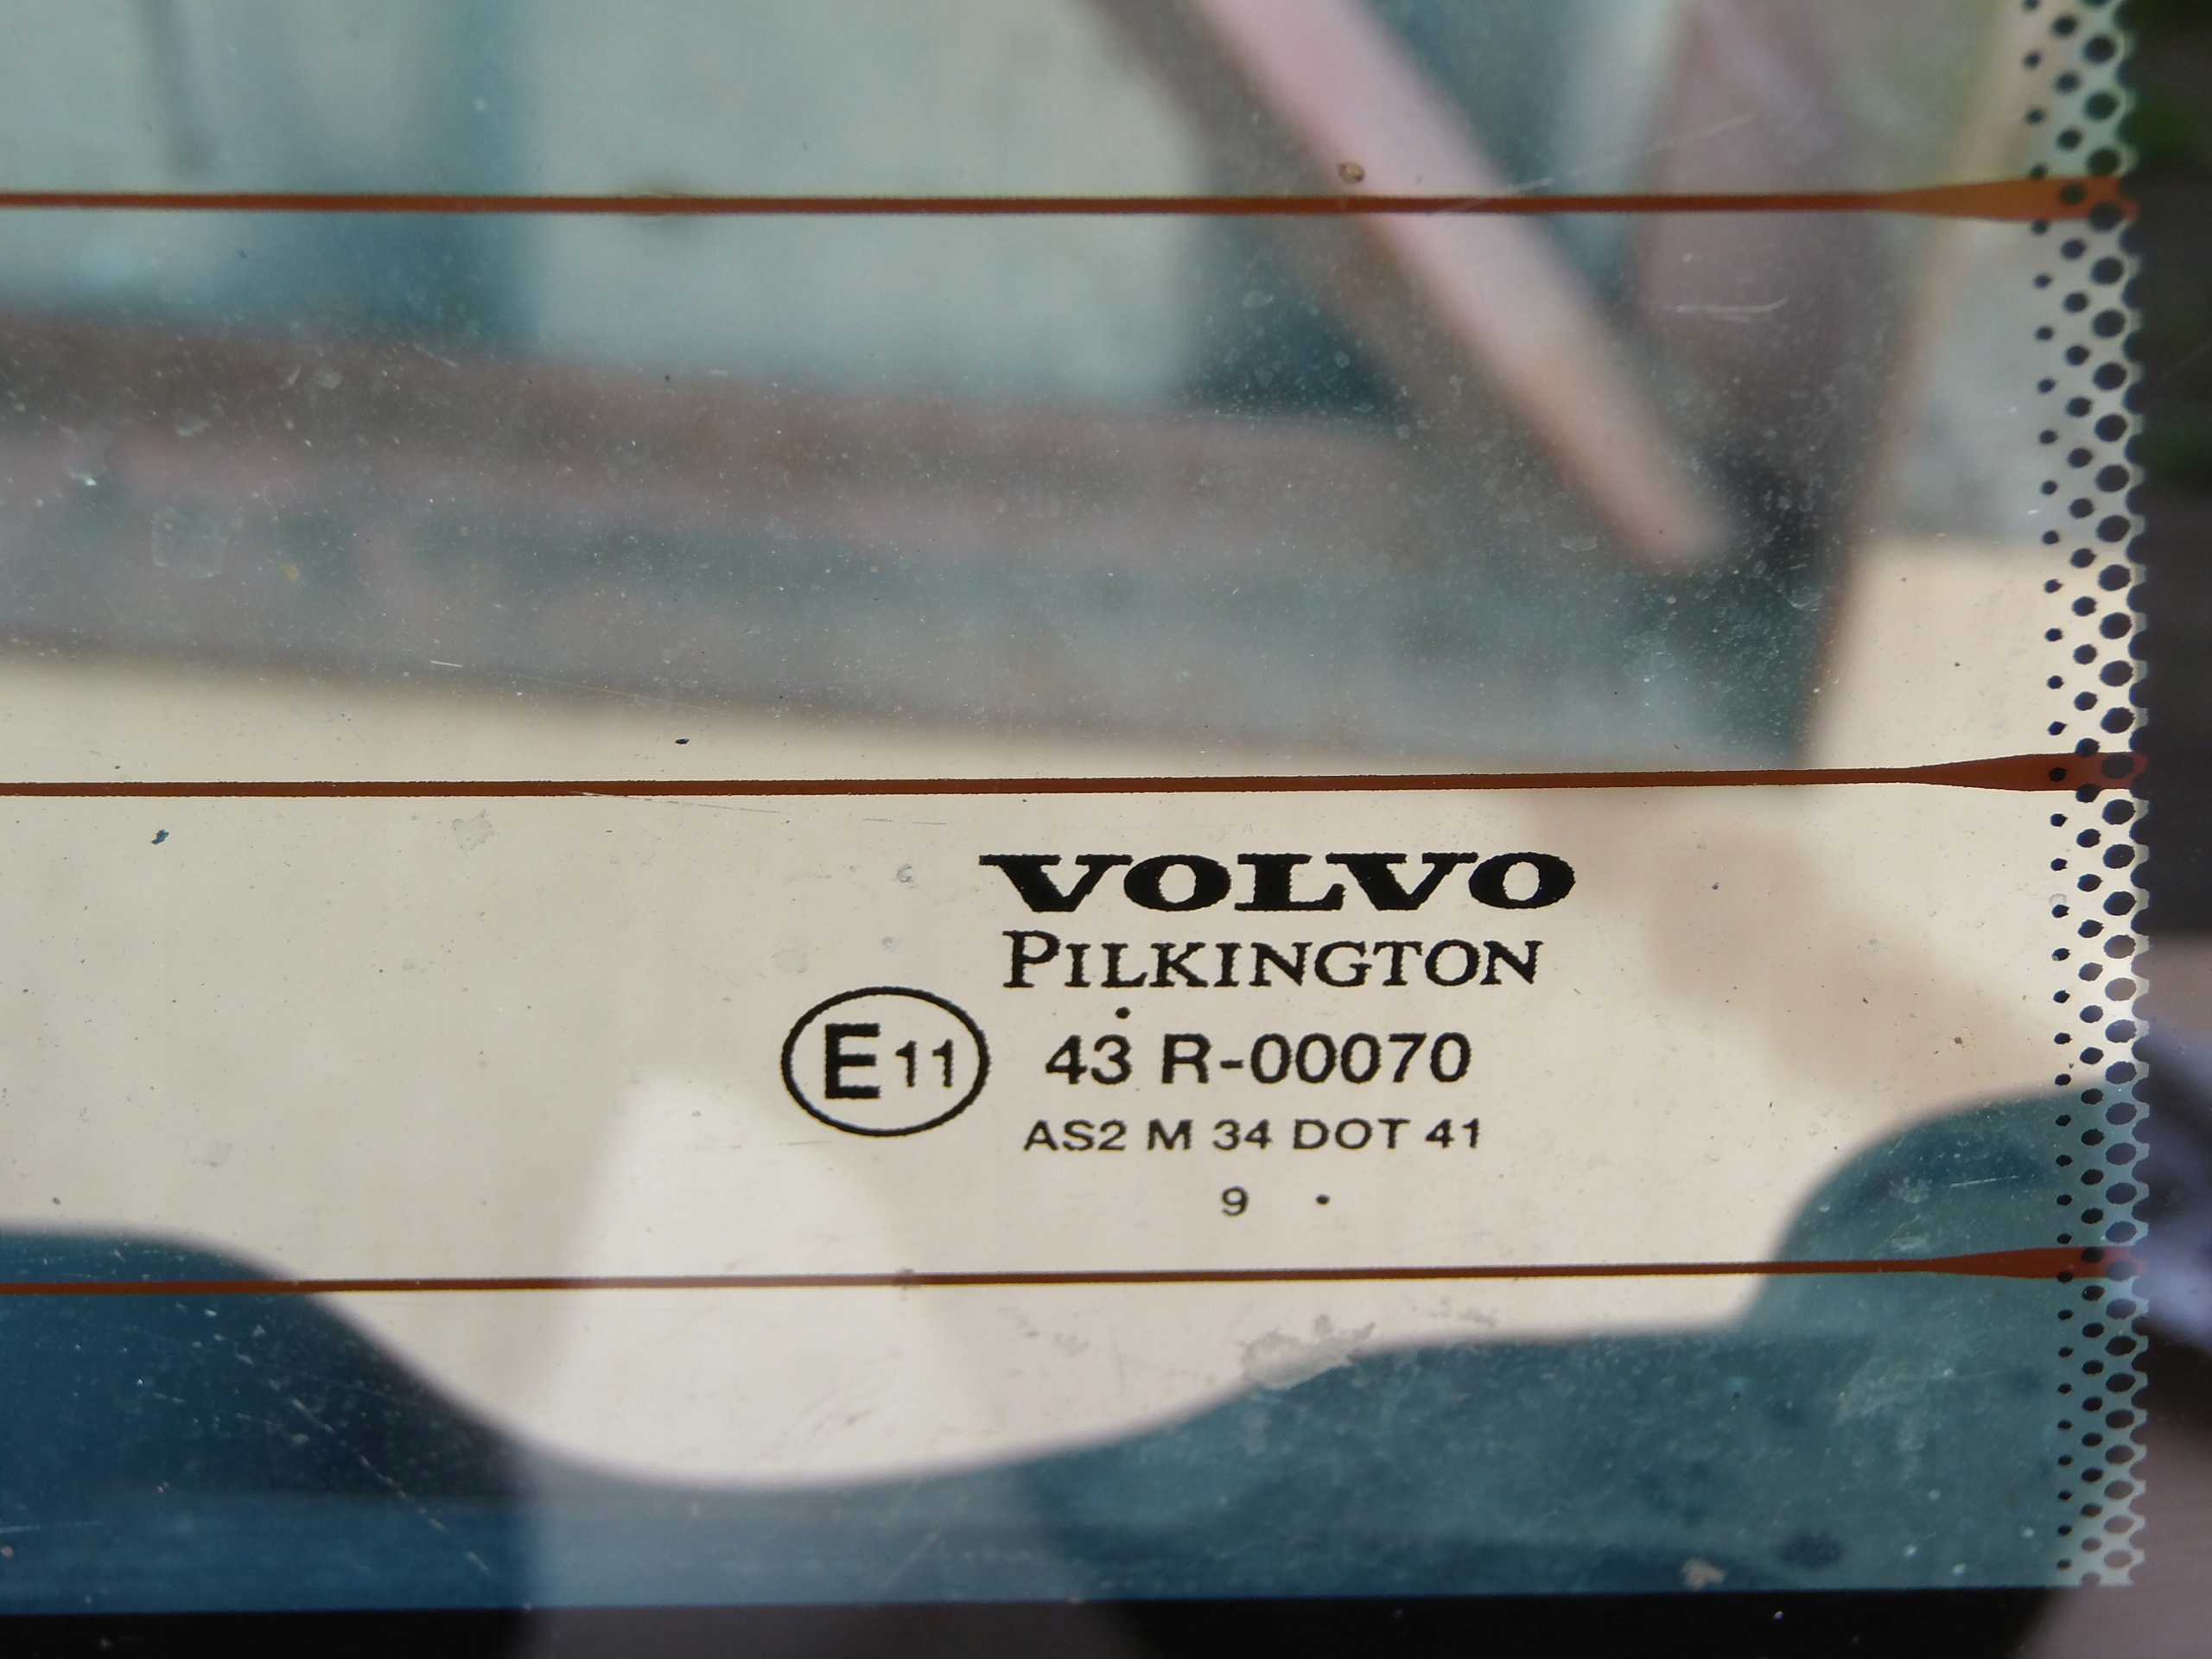 VOLVO
PILKINGTON
E11 43 R-00070
AS2 M 34 DOT 41
9 .